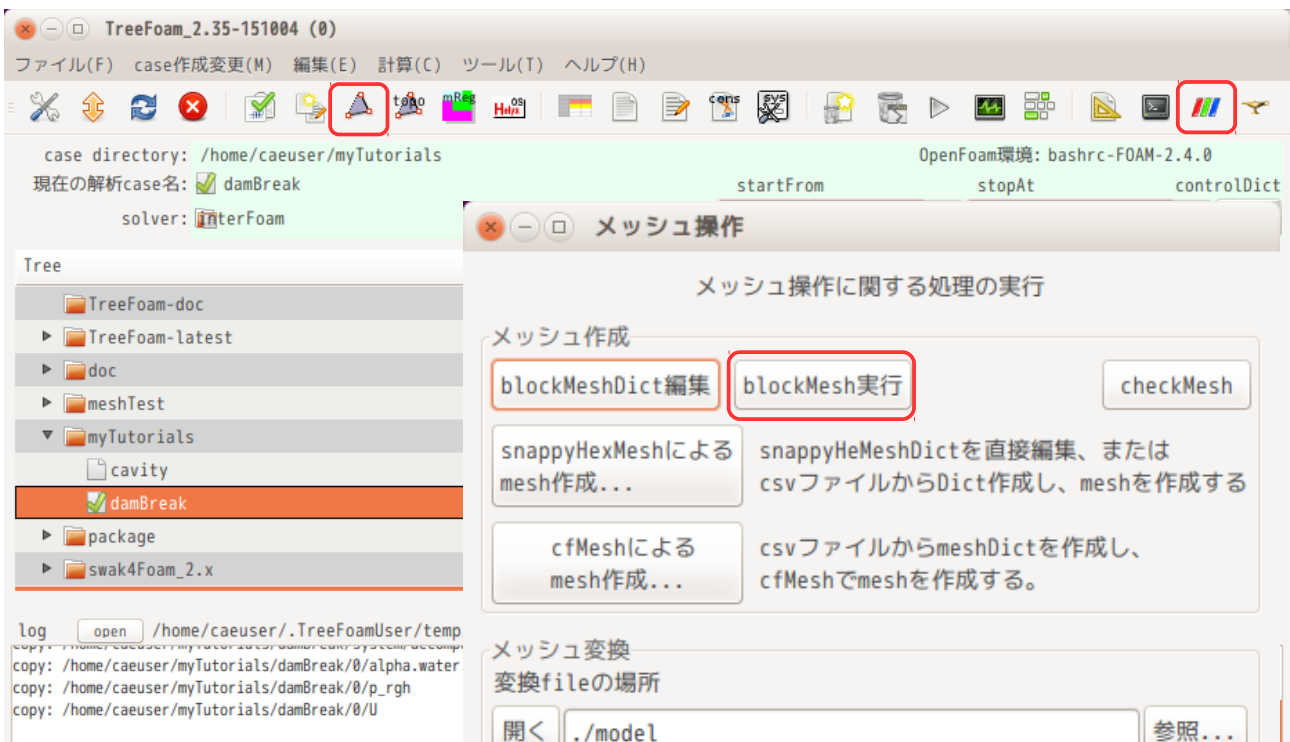 TreeFoam_2.35-151004 (0)
ファイル(F) case作成変更(M) 編集(E) 計算(C) ツール(T) ヘルプ(H)
topo mReg Help OS cons sys
case directory: /home/caeuser/myTutorials OpenFoam環境: bashrc-FOAM-2.4.0
現在の解析case名: damBreak startFrom stopAt controlDict
solver: interFoam
Tree
TreeFoam-doc
TreeFoam-latest
doc
meshTest
myTutorials
cavity
damBreak
package
swak4Foam_2.x
log open /home/caeuser/.TreeFoamUser/temp
copy: /home/caeuser/myTutorials/damBreak/system/decomp
copy: /home/caeuser/myTutorials/damBreak/0/alpha.water
copy: /home/caeuser/myTutorials/damBreak/0/p_rgh
copy: /home/caeuser/myTutorials/damBreak/0/U
メッシュ操作
メッシュ操作に関する処理の実行
メッシュ作成
blockMeshDict編集 blockMesh実行 checkMesh
snappyHexMeshによる
mesh作成...
snappyHeMeshDictを直接編集、または
csvファイルからDict作成し、meshを作成する
cfMeshによる
mesh作成...
csvファイルからmeshDictを作成し、
cfMeshでmeshを作成する。
メッシュ変換
変換fileの場所
開く ./model 参照...